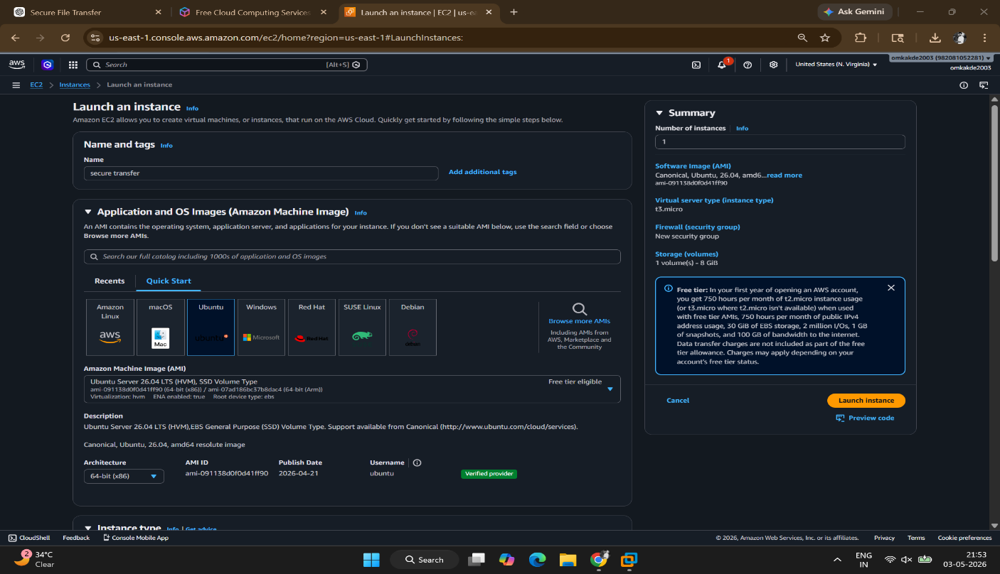 Secure File Transfer
Free Cloud Computing Services
Launch an instance | EC2 | us-ea
Ask Gemini
us-east-1.console.aws.amazon.com/ec2/home?region=us-east-1#LaunchInstances:
aws
Search
[Alt+S]
1
United States (N. Virginia)
omkakde2003 (982081052281)
omkakde2003
EC2
Instances
Launch an instance
Launch an instance Info
Amazon EC2 allows you to create virtual machines, or instances, that run on the AWS Cloud. Quickly get started by following the simple steps below.
Name and tags Info
Name
secure transfer
Add additional tags
Application and OS Images (Amazon Machine Image) Info
An AMI contains the operating system, application server, and applications for your instance. If you don't see a suitable AMI below, use the search field or choose
Browse more AMIs.
Search our full catalog including 1000s of application and OS images
Recents
Quick Start
Amazon
Linux
aws
macOS
Mac
Ubuntu
ubuntu
Windows
Microsoft
Red Hat
Red Hat
SUSE Linux
Debian
debian
Browse more AMIs
Including AMIs from
AWS, Marketplace and
the Community
Amazon Machine Image (AMI)
Ubuntu Server 26.04 LTS (HVM), SSD Volume Type
Free tier eligible
ami-091138d0f0d41ff90 (64-bit (x86)) / ami-07ad186bc37b8dac4 (64-bit (Arm))
Virtualization: hvm ENA enabled: true Root device type: ebs
Description
Ubuntu Server 26.04 LTS (HVM),EBS General Purpose (SSD) Volume Type. Support available from Canonical (http://www.ubuntu.com/cloud/services).
Canonical, Ubuntu, 26.04, amd64 resolute image
Architecture
64-bit (x86)
AMI ID
ami-091138d0f0d41ff90
Publish Date
2026-04-21
Username
ubuntu
Verified provider
Instance type Info | Get advice
Summary
Number of instances Info
1
Software Image (AMI)
Canonical, Ubuntu, 26.04, amd6...read more
ami-091138d0f0d41ff90
Virtual server type (instance type)
t3.micro
Firewall (security group)
New security group
Storage (volumes)
1 volume(s) - 8 GiB
Free tier: In your first year of opening an AWS account,
you get 750 hours per month of t2.micro instance usage
(or t3.micro where t2.micro isn't available) when used
with free tier AMIs, 750 hours per month of public IPv4
address usage, 30 GiB of EBS storage, 2 million I/Os, 1 GB
of snapshots, and 100 GB of bandwidth to the internet.
Data transfer charges are not included as part of the free
tier allowance. Charges may apply depending on your
account's free tier status.
Cancel
Launch instance
Preview code
CloudShell
Feedback
Console Mobile App
© 2026, Amazon Web Services, Inc. or its affiliates.
Privacy
Terms
Cookie preferences
2
34°C
Clear
Search
ENG
IN
21:53
03-05-2026